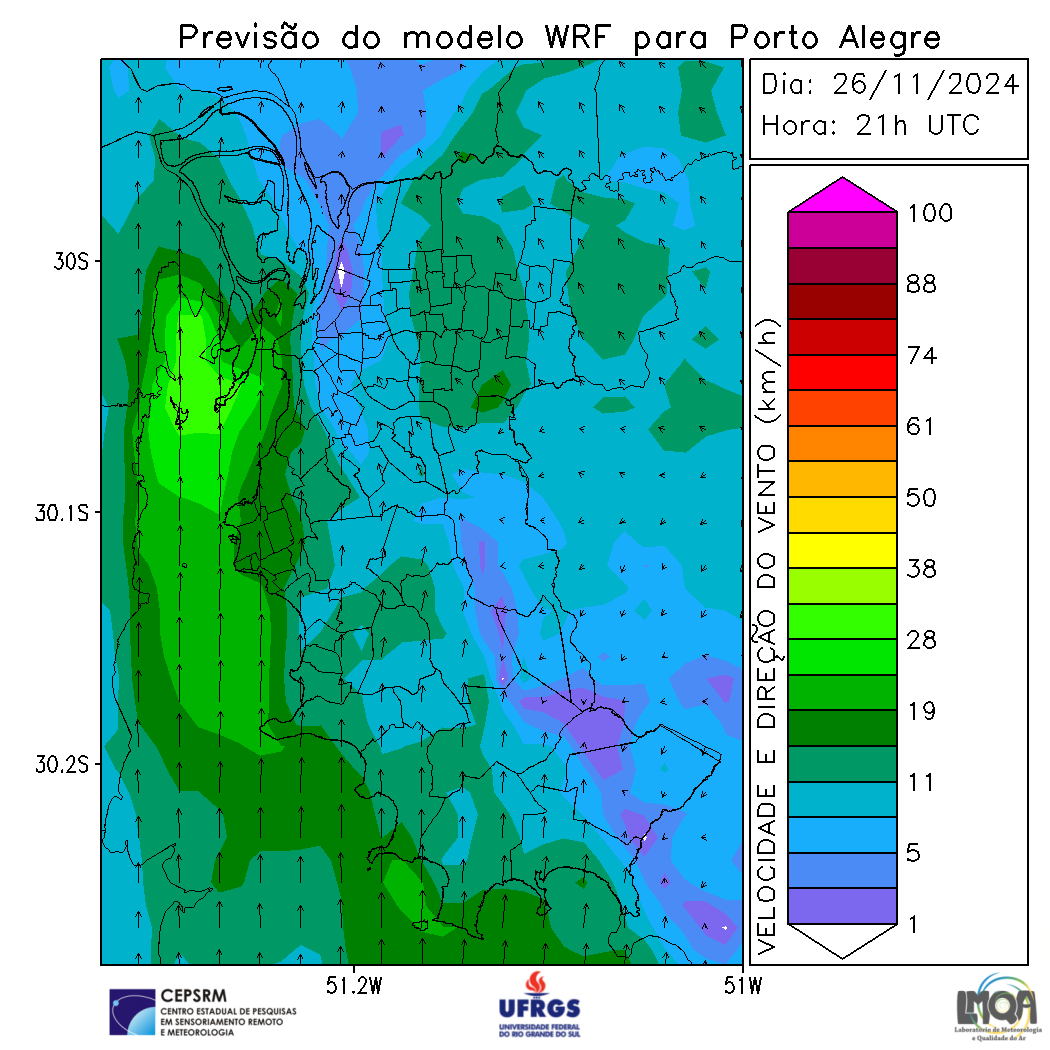 Previsão do modelo WRF para Porto Alegre
Dia: 26/11/2024
Hora: 21h UTC
30S
30.1S
30.2S
51.2W
51W
VELOCIDADE E DIREÇÃO DO VENTO (km/h)
100
88
74
61
50
38
28
19
11
5
1
CEPSRM
CENTRO ESTADUAL DE PESQUISAS
EM SENSORIAMENTO REMOTO
E METEOROLOGIA
UFRGS
UNIVERSIDADE FEDERAL
DO RIO GRANDE DO SUL
LMQA
Laboratório de Meteorologia
e Qualidade do Ar